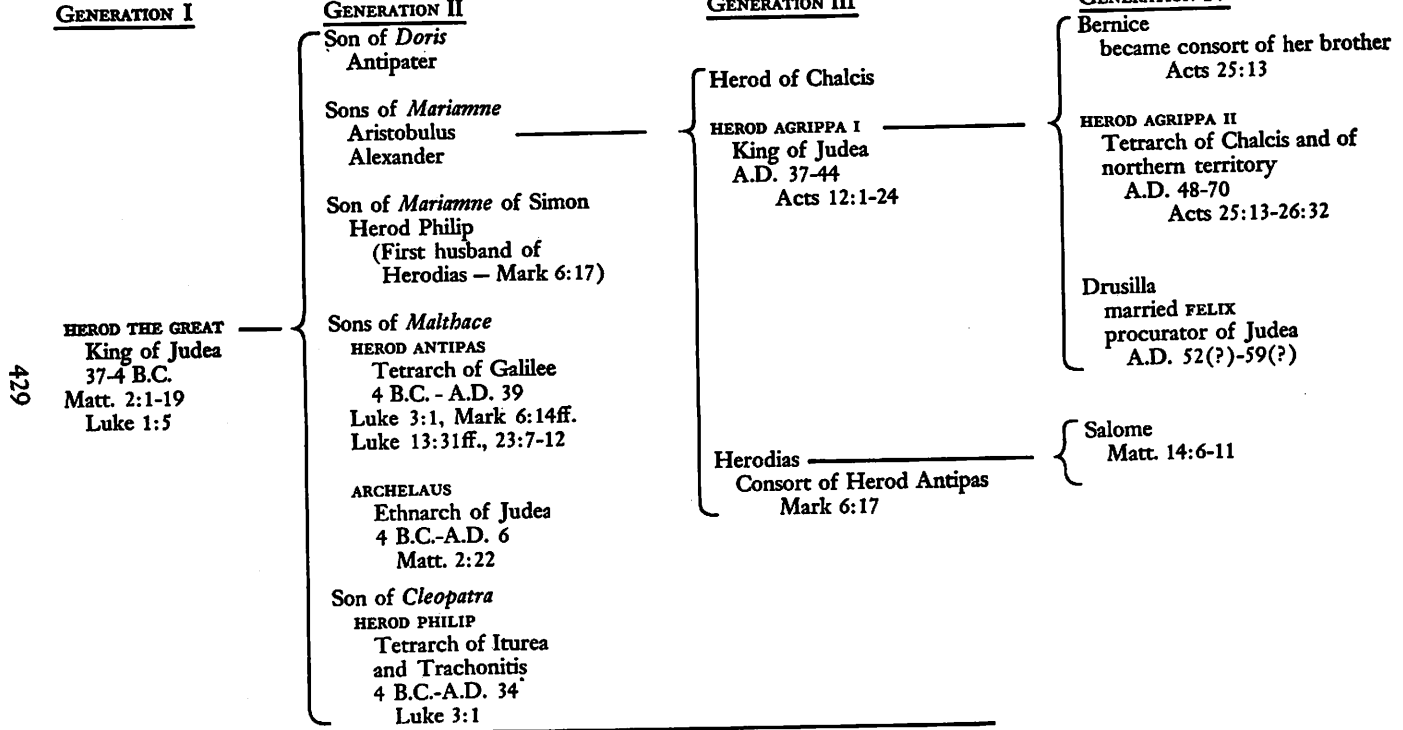 GENERATION I
HEROD THE GREAT
King of Judea
37-4 B.C.
Matt. 2:1-19
Luke 1:5
GENERATION II
Son of Doris
Antipater
Sons of Mariamne
Aristobulus
Alexander
Son of Mariamne of Simon
Herod Philip
(First husband of
Herodias — Mark 6:17)
Sons of Malthace
HEROD ANTIPAS
Tetrarch of Galilee
4 B.C. - A.D. 39
Luke 3:1, Mark 6:14ff.
Luke 13:31ff., 23:7-12
ARCHELAUS
Ethnarch of Judea
4 B.C.-A.D. 6
Matt. 2:22
Son of Cleopatra
HEROD PHILIP
Tetrarch of Iturea
and Trachonitis
4 B.C.-A.D. 34
Luke 3:1
GENERATION III
Herod of Chalcis
HEROD AGRIPPA I
King of Judea
A.D. 37-44
Acts 12:1-24
Herodias
Consort of Herod Antipas
Mark 6:17
Bernice
became consort of her brother
Acts 25:13
HEROD AGRIPPA II
Tetrarch of Chalcis and of
northern territory
A.D. 48-70
Acts 25:13-26:32
Drusilla
married FELIX
procurator of Judea
A.D. 52(?)-59(?)
Salome
Matt. 14:6-11
429